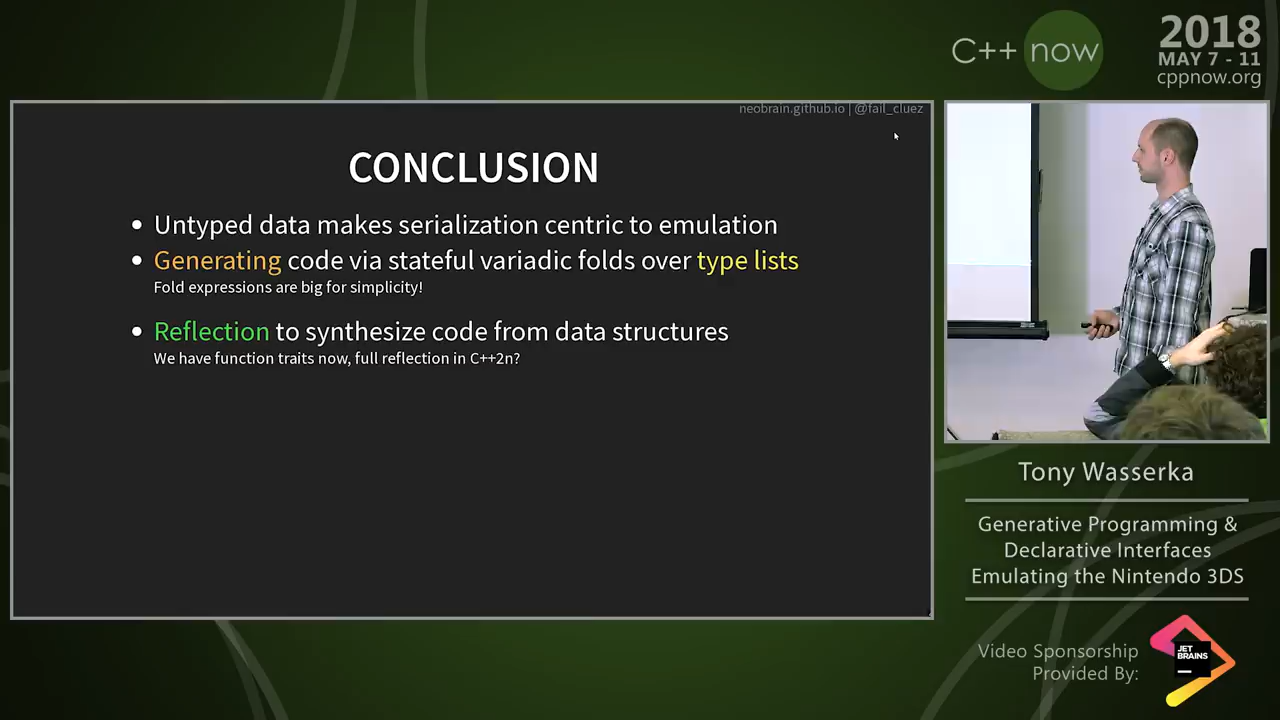 C++ now
2018
MAY 7 - 11
cppnow.org
neobrain.github.io | @fail_cluez
CONCLUSION
• Untyped data makes serialization centric to emulation
• Generating code via stateful variadic folds over type lists
Fold expressions are big for simplicity!
• Reflection to synthesize code from data structures
We have function traits now, full reflection in C++2n?
Tony Wasserka
Generative Programming &
Declarative Interfaces
Emulating the Nintendo 3DS
Video Sponsorship
Provided By:
JET
BRAINS